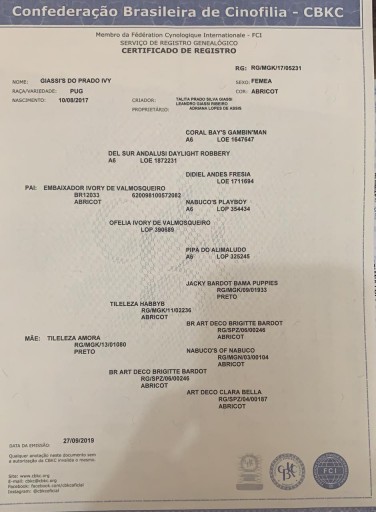 Confederação Brasileira de Cinofilia - CBKC
Membro da Fédération Cynologique Internationale - FCI
SERVIÇO DE REGISTRO GENEALÓGICO
CERTIFICADO DE REGISTRO
RG: RG/MGK/17/05231
NOME: GIASSI'S DO PRADO IVY SEXO: FEMEA
RAÇA/VARIEDADE: PUG COR: ABRICOT
NASCIMENTO: 10/08/2017 CRIADOR: TALITA PRADO SILVA GIASSI
LEANDRO GIASSI RIBEIRO
PROPRIETÁRIO: ADRIANA LOPES DE ASSIS
CORAL BAY'S GAMBIN'MAN
A6 LOE 1647647
DEL SUR ANDALUSI DAYLIGHT ROBBERY
A6 LOE 1872231
DIDIEL ANDES FRESIA
LOE 1711694
PAI: EMBAIXADOR IVORY DE VALMOSQUEIRO
BR12033 620098100572082
ABRICOT
NABUCO'S PLAYBOY
A6 LOP 354434
OFELIA IVORY DE VALMOSQUEIRO
LOP 390689
PIPA DO ALIMALUDO
A6 LOP 325245
JACKY BARDOT BAMA PUPPIES
RG/MGK/09/01933
PRETO
TILELEZA HABBYB
RG/MGK/11/02236
ABRICOT
BR ART DECO BRIGITTE BARDOT
RG/SPZ/06/00246
ABRICOT
MÃE: TILELEZA AMORA
RG/MGK/13/01080
PRETO
NABUCO'S OF NABUCO
RG/MGN/03/00104
ABRICOT
BR ART DECO BRIGITTE BARDOT
RG/SPZ/06/00246
ABRICOT
ART DECO CLARA BELLA
RG/SPZ/04/00187
ABRICOT
DATA DA EMISSÃO: 27/09/2019
Qualquer anotação neste documento sem
a autorização da CBKC invalida o mesmo.
Site: www.cbkc.org
E-mail: cbkc@cbkc.org
Facebook: facebook.com/cbkcoficial
Instagram: @cbkcoficial
CBKC
FCI